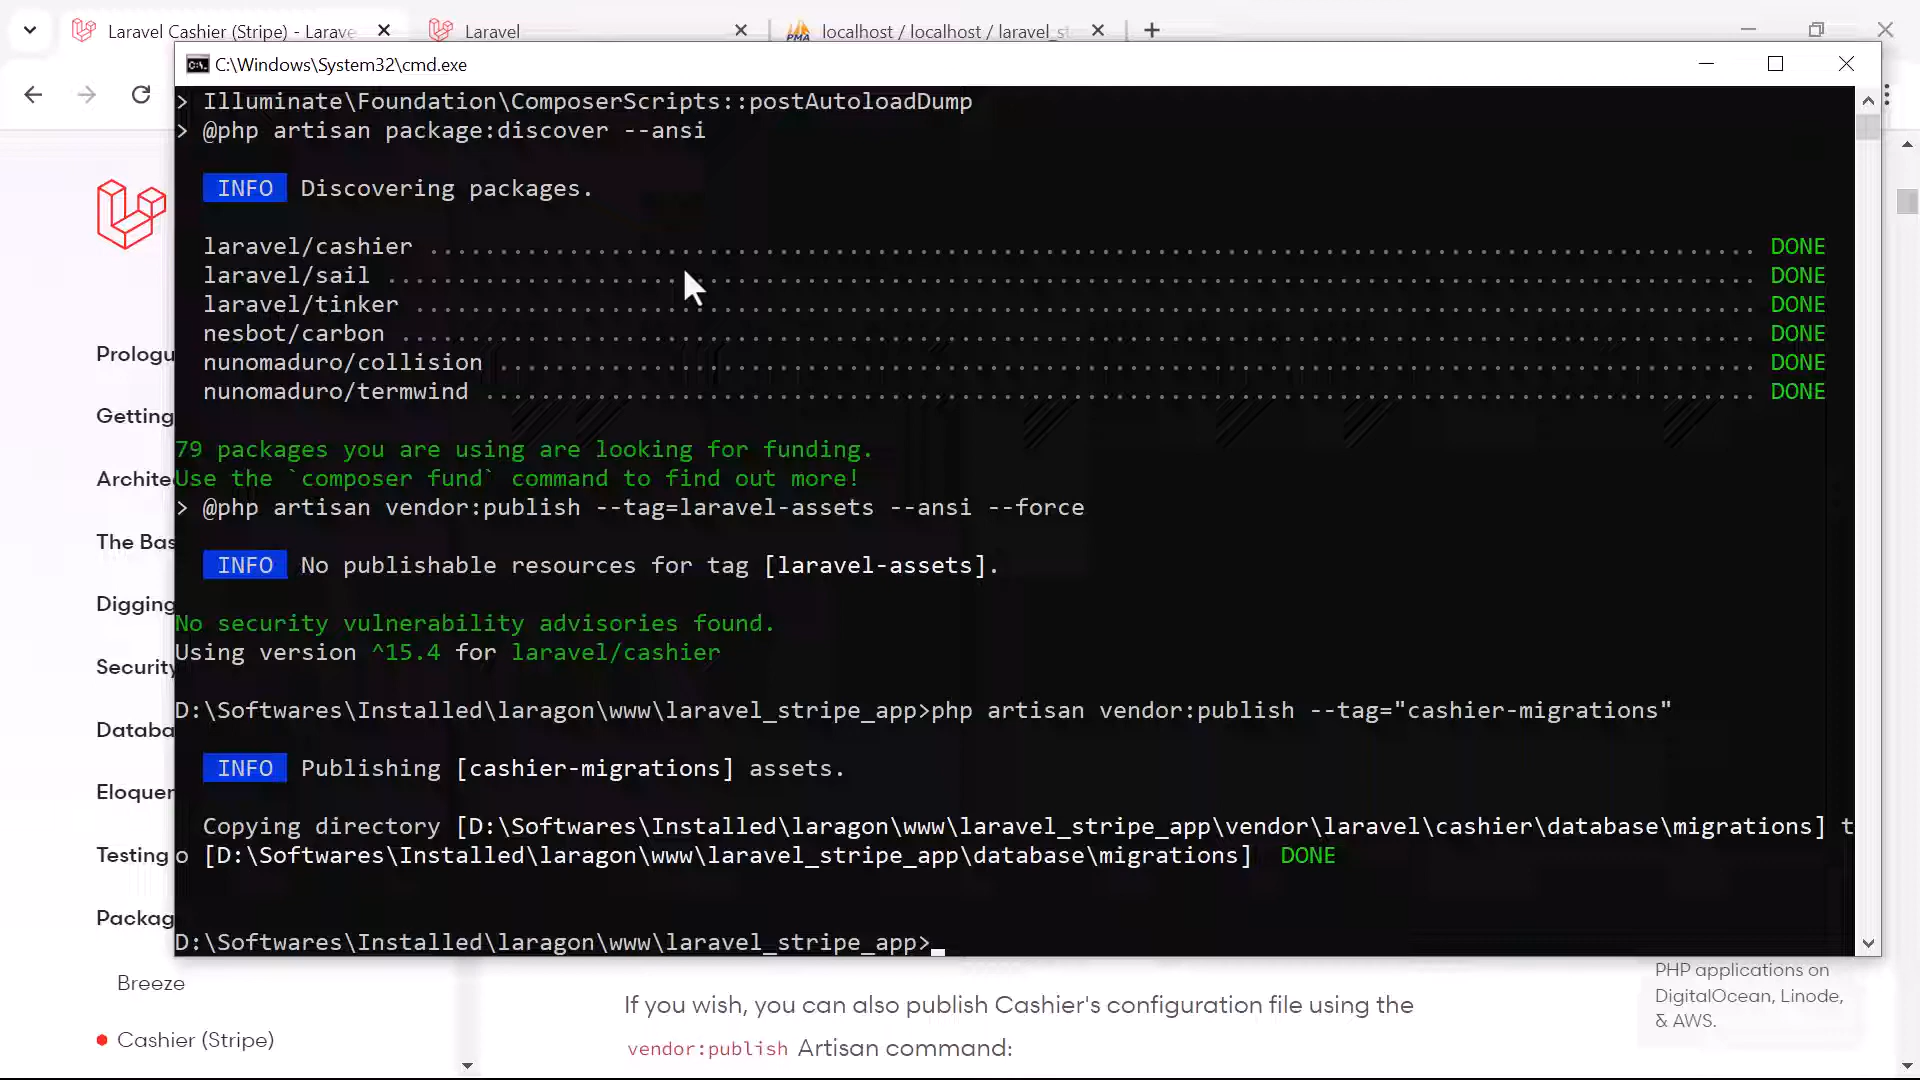 Laravel Cashier (Stripe) - Larave
Laravel
localhost / localhost / laravel_st
C:\Windows\System32\cmd.exe
> Illuminate\Foundation\ComposerScripts::postAutoloadDump
> @php artisan package:discover --ansi
INFO Discovering packages.
laravel/cashier ........................................ DONE
laravel/sail ........................................ DONE
laravel/tinker ........................................ DONE
nesbot/carbon ........................................ DONE
nunomaduro/collision ........................................ DONE
nunomaduro/termwind ........................................ DONE
79 packages you are using are looking for funding.
Use the `composer fund` command to find out more!
> @php artisan vendor:publish --tag=laravel-assets --ansi --force
INFO No publishable resources for tag [laravel-assets].
No security vulnerability advisories found.
Using version ^15.4 for laravel/cashier
D:\Softwares\Installed\laragon\www\laravel_stripe_app>php artisan vendor:publish --tag="cashier-migrations"
INFO Publishing [cashier-migrations] assets.
Copying directory [D:\Softwares\Installed\laragon\www\laravel_stripe_app\vendor\laravel\cashier\database\migrations] t
o [D:\Softwares\Installed\laragon\www\laravel_stripe_app\database\migrations] DONE
D:\Softwares\Installed\laragon\www\laravel_stripe_app>
Prologu
Getting
Archite
The Bas
Digging
Security
Databa
Eloquer
Testing
Packag
Breeze
Cashier (Stripe)
If you wish, you can also publish Cashier's configuration file using the
vendor:publish Artisan command:
PHP applications on
DigitalOcean, Linode,
& AWS.